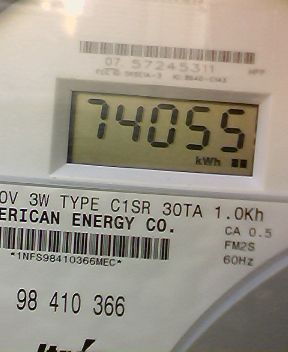 07 57245311
74055
kWh
0V 3W TYPE C1SR 30TA 1.0Kh
ERICAN ENERGY CO.
CA 0.5
FM2S
60Hz
*1NFS98410366MEC*
98 410 366